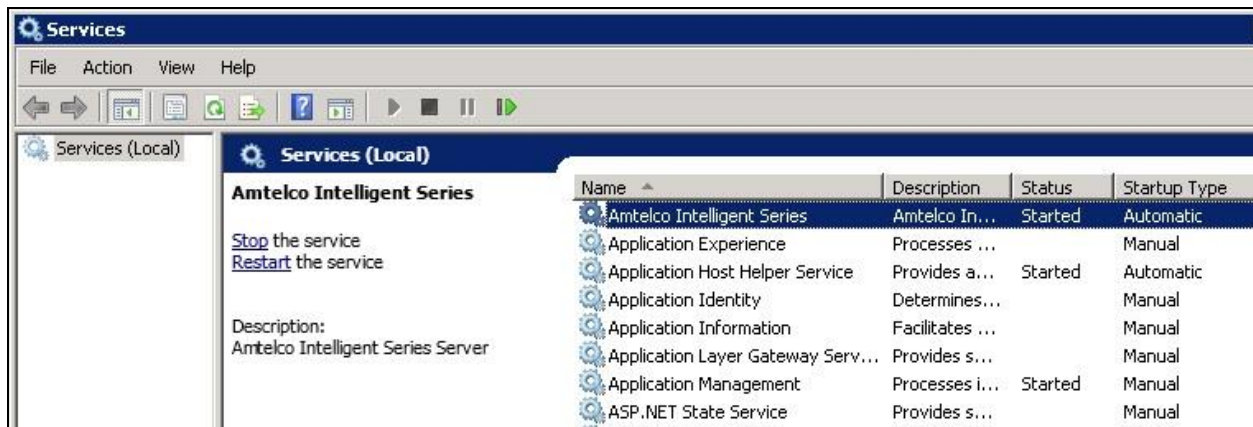 Services
File Action View Help
Services (Local)
Services (Local)
Amtelco Intelligent Series
Stop the service
Restart the service
Description:
Amtelco Intelligent Series Server
Name Description Status Startup Type
Amtelco Intelligent Series Amtelco In... Started Automatic
Application Experience Processes ... Manual
Application Host Helper Service Provides a... Started Automatic
Application Identity Determines... Manual
Application Information Facilitates ... Manual
Application Layer Gateway Serv... Provides s... Manual
Application Management Processes i... Started Manual
ASP.NET State Service Provides s... Manual